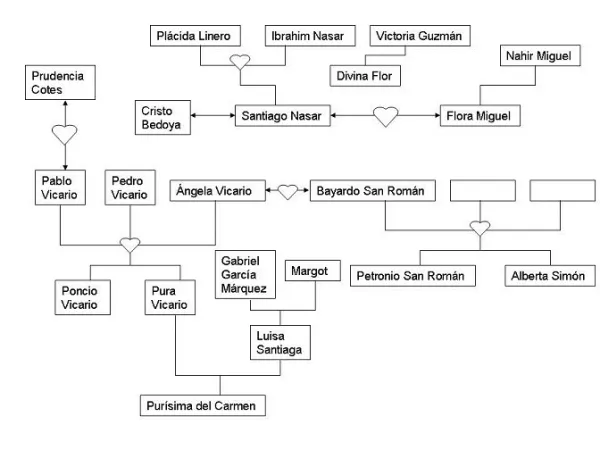 Plácida Linero
Ibrahim Nasar
Victoria Guzmán
Nahir Miguel
Prudencia
Cotes
Divina Flor
Cristo
Bedoya
Santiago Nasar
Flora Miguel
Pablo
Vicario
Pedro
Vicario
Ángela Vicario
Bayardo San Román
Gabriel
García
Márquez
Margot
Petronio San Román
Alberta Simón
Poncio
Vicario
Pura
Vicario
Luisa
Santiaga
Purísima del Carmen